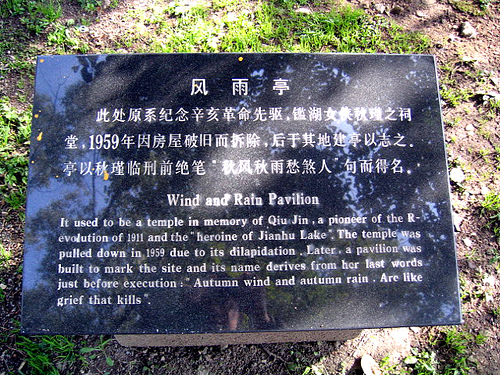 风雨亭
此处原系纪念辛亥革命先驱、鑑湖女侠秋瑾之祠
堂，1959年因房屋破旧而拆除，后于其地建亭以志之。
亭以秋瑾临刑前绝笔“秋风秋雨愁煞人”句而得名。
Wind and Rain Pavilion
It used to be a temple in memory of Qiu Jin , a pioneer of the R-
evolution of 1911 and the "heroine of Jianhu Lake". The temple was
pulled down in 1959 due to its dilapidation . Later , a pavilion was
built to mark the site and its name derives from her last words
just before execution : "Autumn wind and autumn rain . Are like
grief that kills".